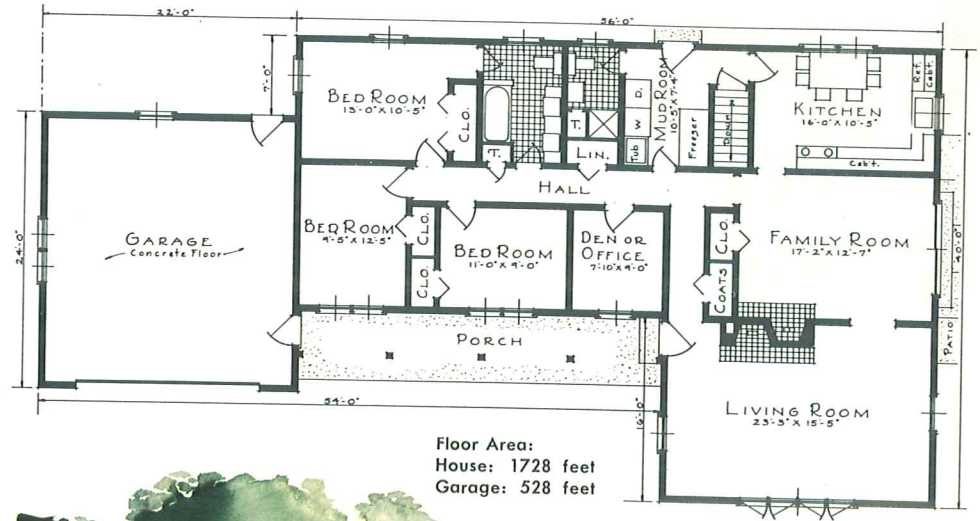 22'-0"
56'-0"
7'-0"
BED ROOM
13'-0" X 10'-5"
CLO.
T.
T.
LIN.
D.
W
Tub
MUD ROOM
10'-5" X 7'-4"
Freezer
Down
KITCHEN
16'-0" X 10'-5"
Ref.
Cab't.
Cab't.
HALL
24'-0"
GARAGE
Concrete Floor
BED ROOM
9'-5" X 12'-5"
CLO.
CLO.
BED ROOM
11'-0" X 9'-0"
DEN OR
OFFICE
7'-10" X 9'-0"
CLO.
COATS
FAMILY ROOM
17'-2" X 12'-7"
40'-0"
PATIO
PORCH
54'-0"
16'-0"
LIVING ROOM
23'-3" X 15'-5"
Floor Area:
House: 1728 feet
Garage: 528 feet